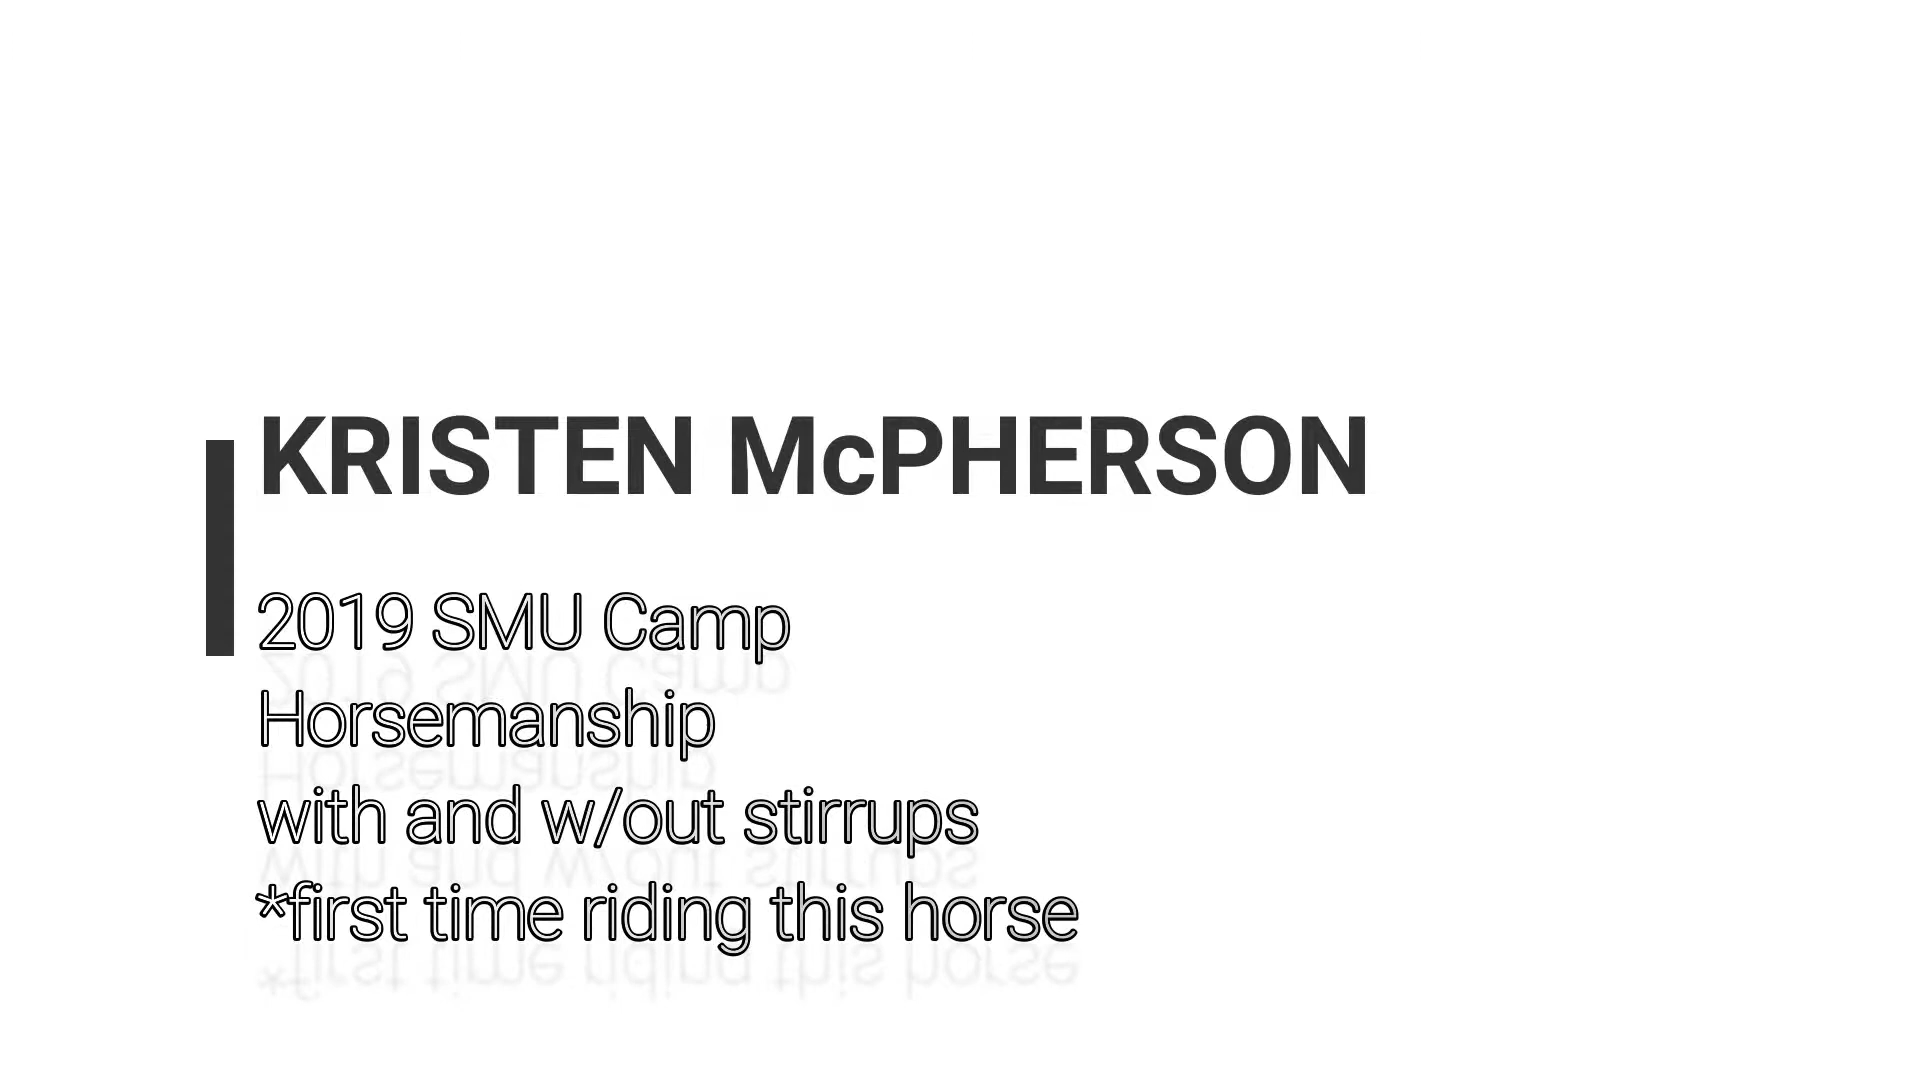 KRISTEN McPHERSON
2019 SMU Camp
Horsemanship
with and w/out stirrups
*first time riding this horse